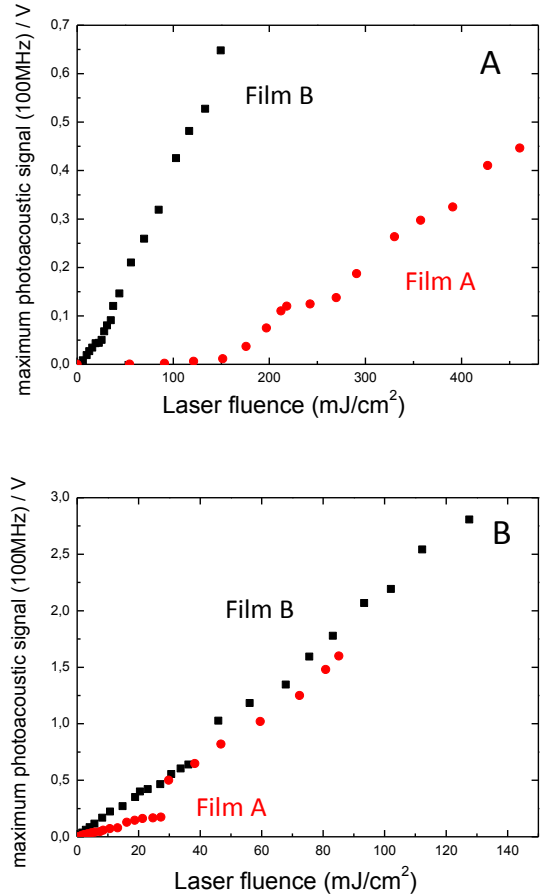 maximum photoacoustic signal (100MHz) / V
0,7
0,6
0,5
0,4
0,3
0,2
0,1
0,0
A
Film B
Film A
0
100
200
300
400
Laser fluence (mJ/cm²)
maximum photoacoustic signal (100MHz) / V
3,0
2,5
2,0
1,5
1,0
0,5
0,0
B
Film B
Film A
0
20
40
60
80
100
120
140
Laser fluence (mJ/cm²)